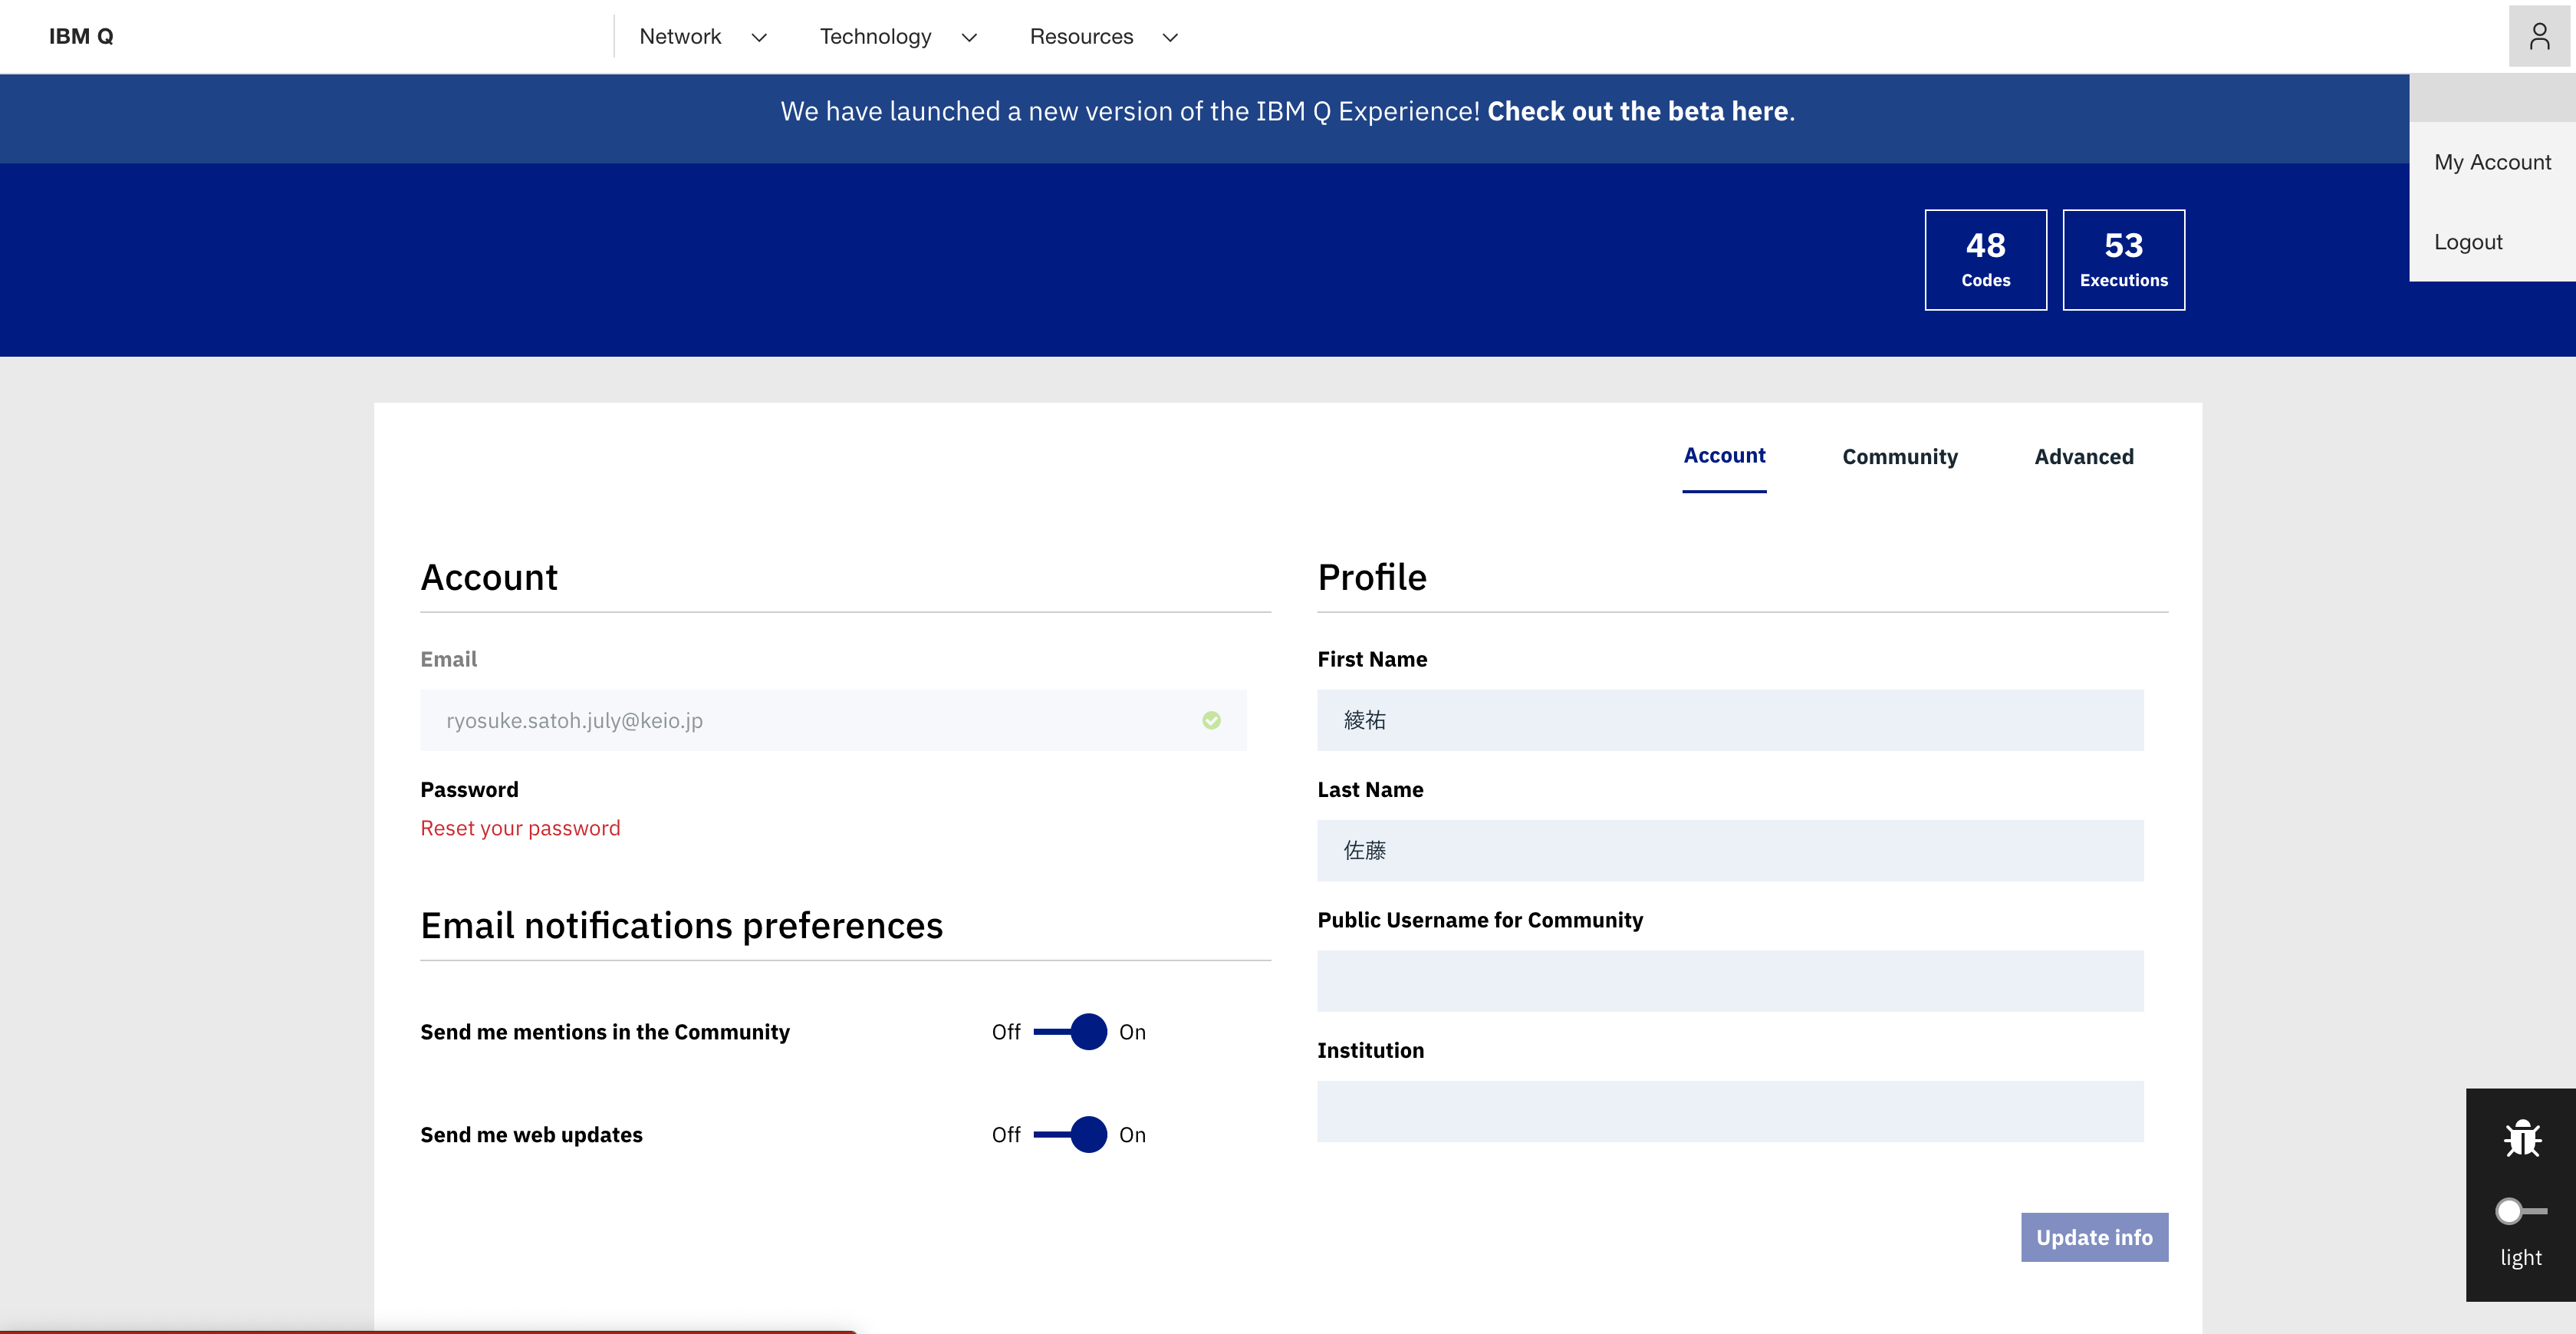 IBM Q
Network
Technology
Resources
We have launched a new version of the IBM Q Experience! Check out the beta here.
My Account
Logout
48
Codes
53
Executions
Account
Community
Advanced
Account
Email
ryosuke.satoh.july@keio.jp
Password
Reset your password
Email notifications preferences
Send me mentions in the Community
Off
On
Send me web updates
Off
On
Profile
First Name
綾祐
Last Name
佐藤
Public Username for Community
Institution
Update info
light